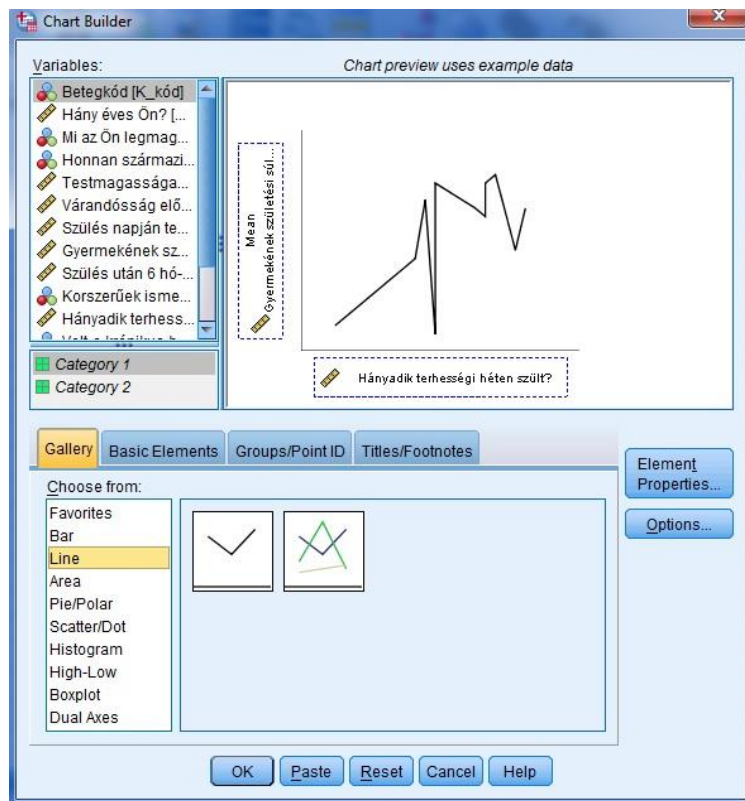 Chart Builder
Variables:
Betegkód [K_kód]
Hány éves Ön? [...
Mi az Ön legmag...
Honnan származi...
Testmagassága...
Várandósság elő...
Szülés napján te...
Gyermekének sz...
Szülés után 6 hó-...
Korszerűek isme...
Hányadik terhess...
Category 1
Category 2
Chart preview uses example data
Mean
Gyermekének születési súl...
Hányadik terhességi héten szült?
Gallery
Basic Elements
Groups/Point ID
Titles/Footnotes
Choose from:
Favorites
Bar
Line
Area
Pie/Polar
Scatter/Dot
Histogram
High-Low
Boxplot
Dual Axes
Element Properties...
Options...
OK
Paste
Reset
Cancel
Help